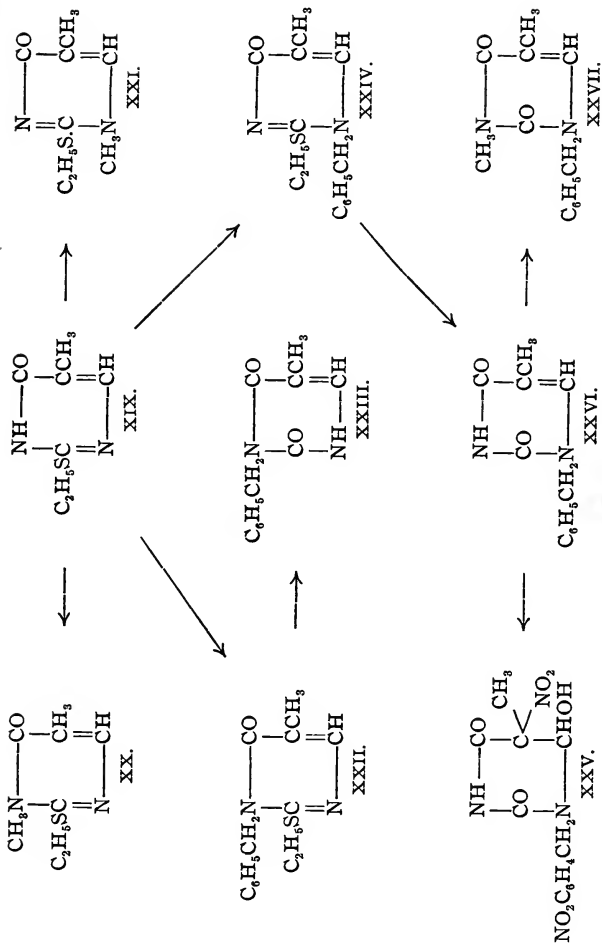 CH₃N—CO
C₂H₅SC CH₃
N——CH
XX.
NH—CO
C₂H₅SC CCH₃
N——CH
XIX.
N——CO
C₂H₅S.C CCH₃
CH₃N——CH
XXI.
C₆H₅CH₂N——CO
C₂H₅SC CCH₃
N——CH
XXII.
C₆H₅CH₂N——CO
CO CCH₃
NH—CH
XXIII.
N——CO
C₂H₅SC CCH₃
C₆H₅CH₂N——CH
XXIV.
NH—CO CH₃
CO C
NO₂
NO₂C₆H₄CH₂N——CHOH
XXV.
NH—CO
CO CCH₃
C₆H₅CH₂N——CH
XXVI.
CH₃N——CO
CO CCH₃
C₆H₅CH₂N——CH
XXVII.